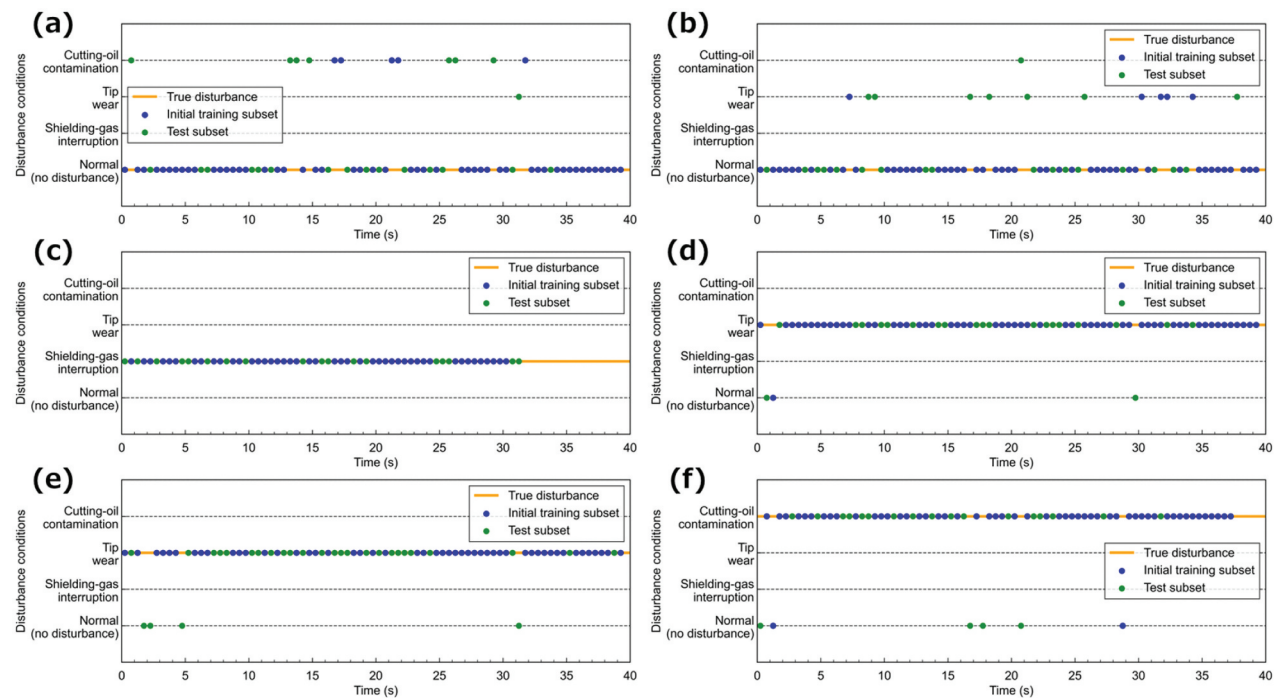 (a)
Disturbance conditions
Cutting-oil
contamination
Tip
wear
Shielding-gas
interruption
Normal
(no disturbance)
True disturbance
Initial training subset
Test subset
0 5 10 15 20 25 30 35 40
Time (s)
(b)
Disturbance conditions
Cutting-oil
contamination
Tip
wear
Shielding-gas
interruption
Normal
(no disturbance)
True disturbance
Initial training subset
Test subset
0 5 10 15 20 25 30 35 40
Time (s)
(c)
Disturbance conditions
Cutting-oil
contamination
Tip
wear
Shielding-gas
interruption
Normal
(no disturbance)
True disturbance
Initial training subset
Test subset
0 5 10 15 20 25 30 35 40
Time (s)
(d)
Disturbance conditions
Cutting-oil
contamination
Tip
wear
Shielding-gas
interruption
Normal
(no disturbance)
True disturbance
Initial training subset
Test subset
0 5 10 15 20 25 30 35 40
Time (s)
(e)
Disturbance conditions
Cutting-oil
contamination
Tip
wear
Shielding-gas
interruption
Normal
(no disturbance)
True disturbance
Initial training subset
Test subset
0 5 10 15 20 25 30 35 40
Time (s)
(f)
Disturbance conditions
Cutting-oil
contamination
Tip
wear
Shielding-gas
interruption
Normal
(no disturbance)
True disturbance
Initial training subset
Test subset
0 5 10 15 20 25 30 35 40
Time (s)